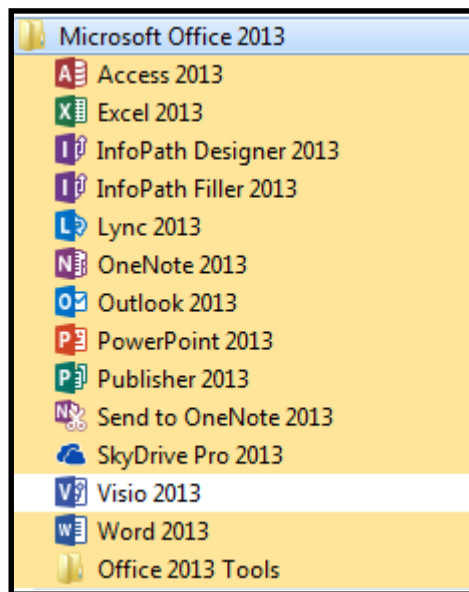 Microsoft Office 2013
Access 2013
Excel 2013
InfoPath Designer 2013
InfoPath Filler 2013
Lync 2013
OneNote 2013
Outlook 2013
PowerPoint 2013
Publisher 2013
Send to OneNote 2013
SkyDrive Pro 2013
Visio 2013
Word 2013
Office 2013 Tools